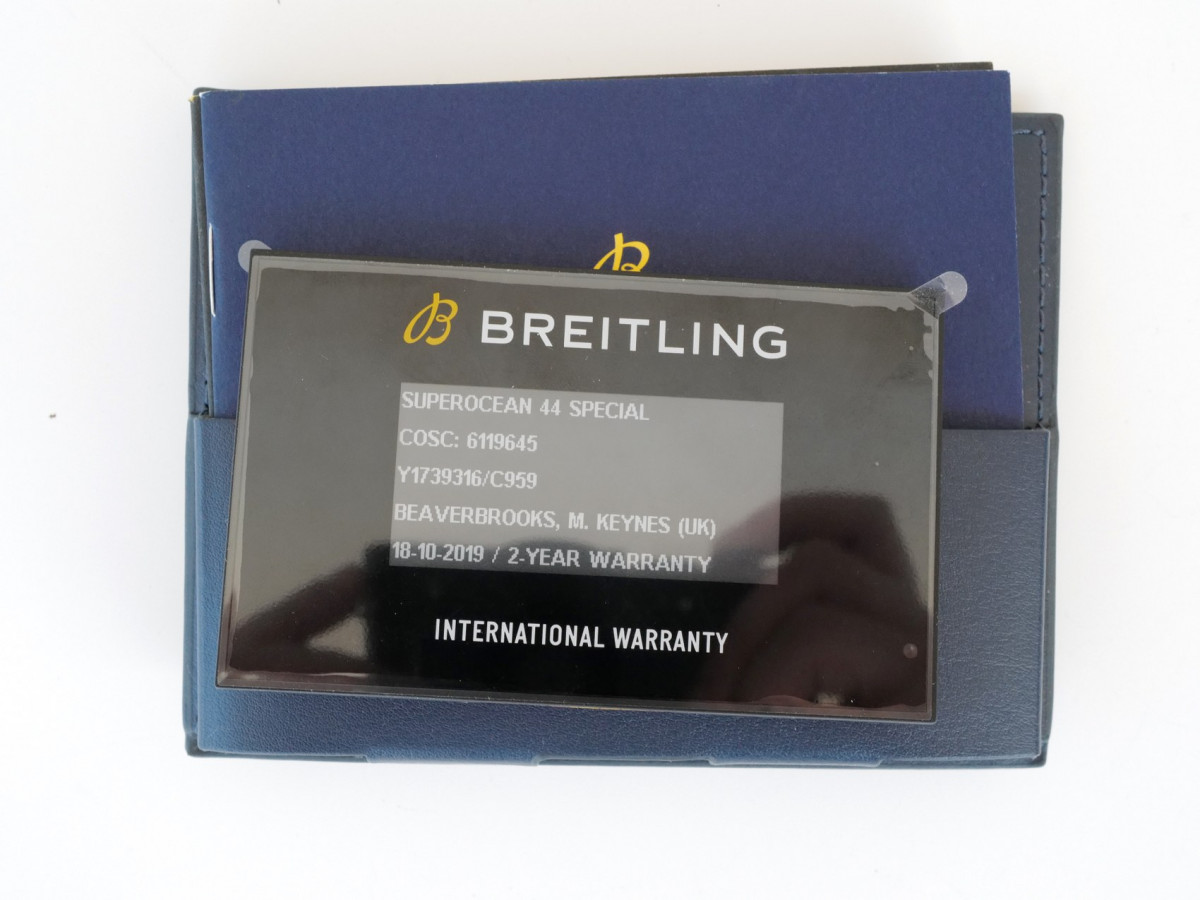 BREITLING
SUPEROCEAN 44 SPECIAL
COSC: 6119645
Y1739316/C959
BEAVERBROOKS, M. KEYNES (UK)
18-10-2019 / 2-YEAR WARRANTY
INTERNATIONAL WARRANTY